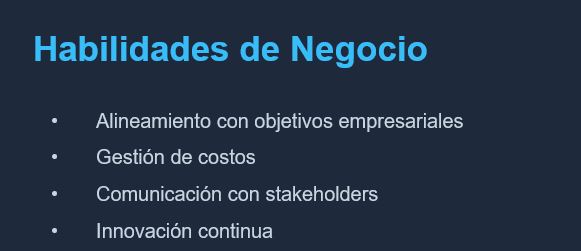 Habilidades de Negocio
• Alineamiento con objetivos empresariales
• Gestión de costos
• Comunicación con stakeholders
• Innovación continua